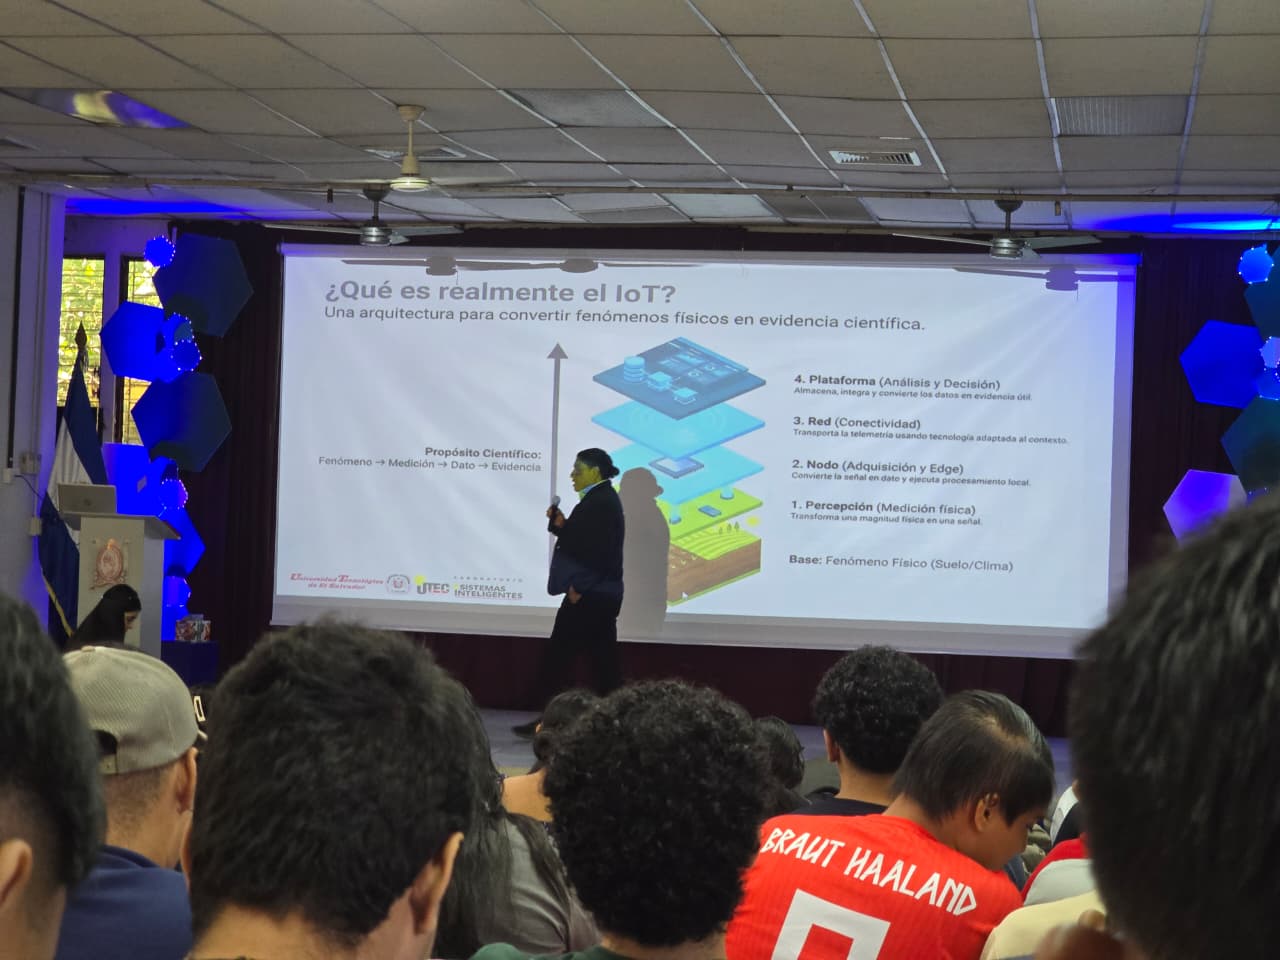 ¿Qué es realmente el IoT?
Una arquitectura para convertir fenómenos físicos en evidencia científica.
Propósito Científico:
Fenómeno → Medición → Dato → Evidencia
4. Plataforma (Análisis y Decisión)
Almacena, integra y convierte los datos en evidencia útil.
3. Red (Conectividad)
Transporta la telemetría usando tecnología adaptada al contexto.
2. Nodo (Adquisición y Edge)
Convierte la señal en dato y ejecuta procesamiento local.
1. Percepción (Medición física)
Transforma una magnitud física en una señal.
Base: Fenómeno Físico (Suelo/Clima)
Universidad Tecnológica
de El Salvador
UTEC
LABORATORIO
SISTEMAS
INTELIGENTES
BRAUT HAALAND